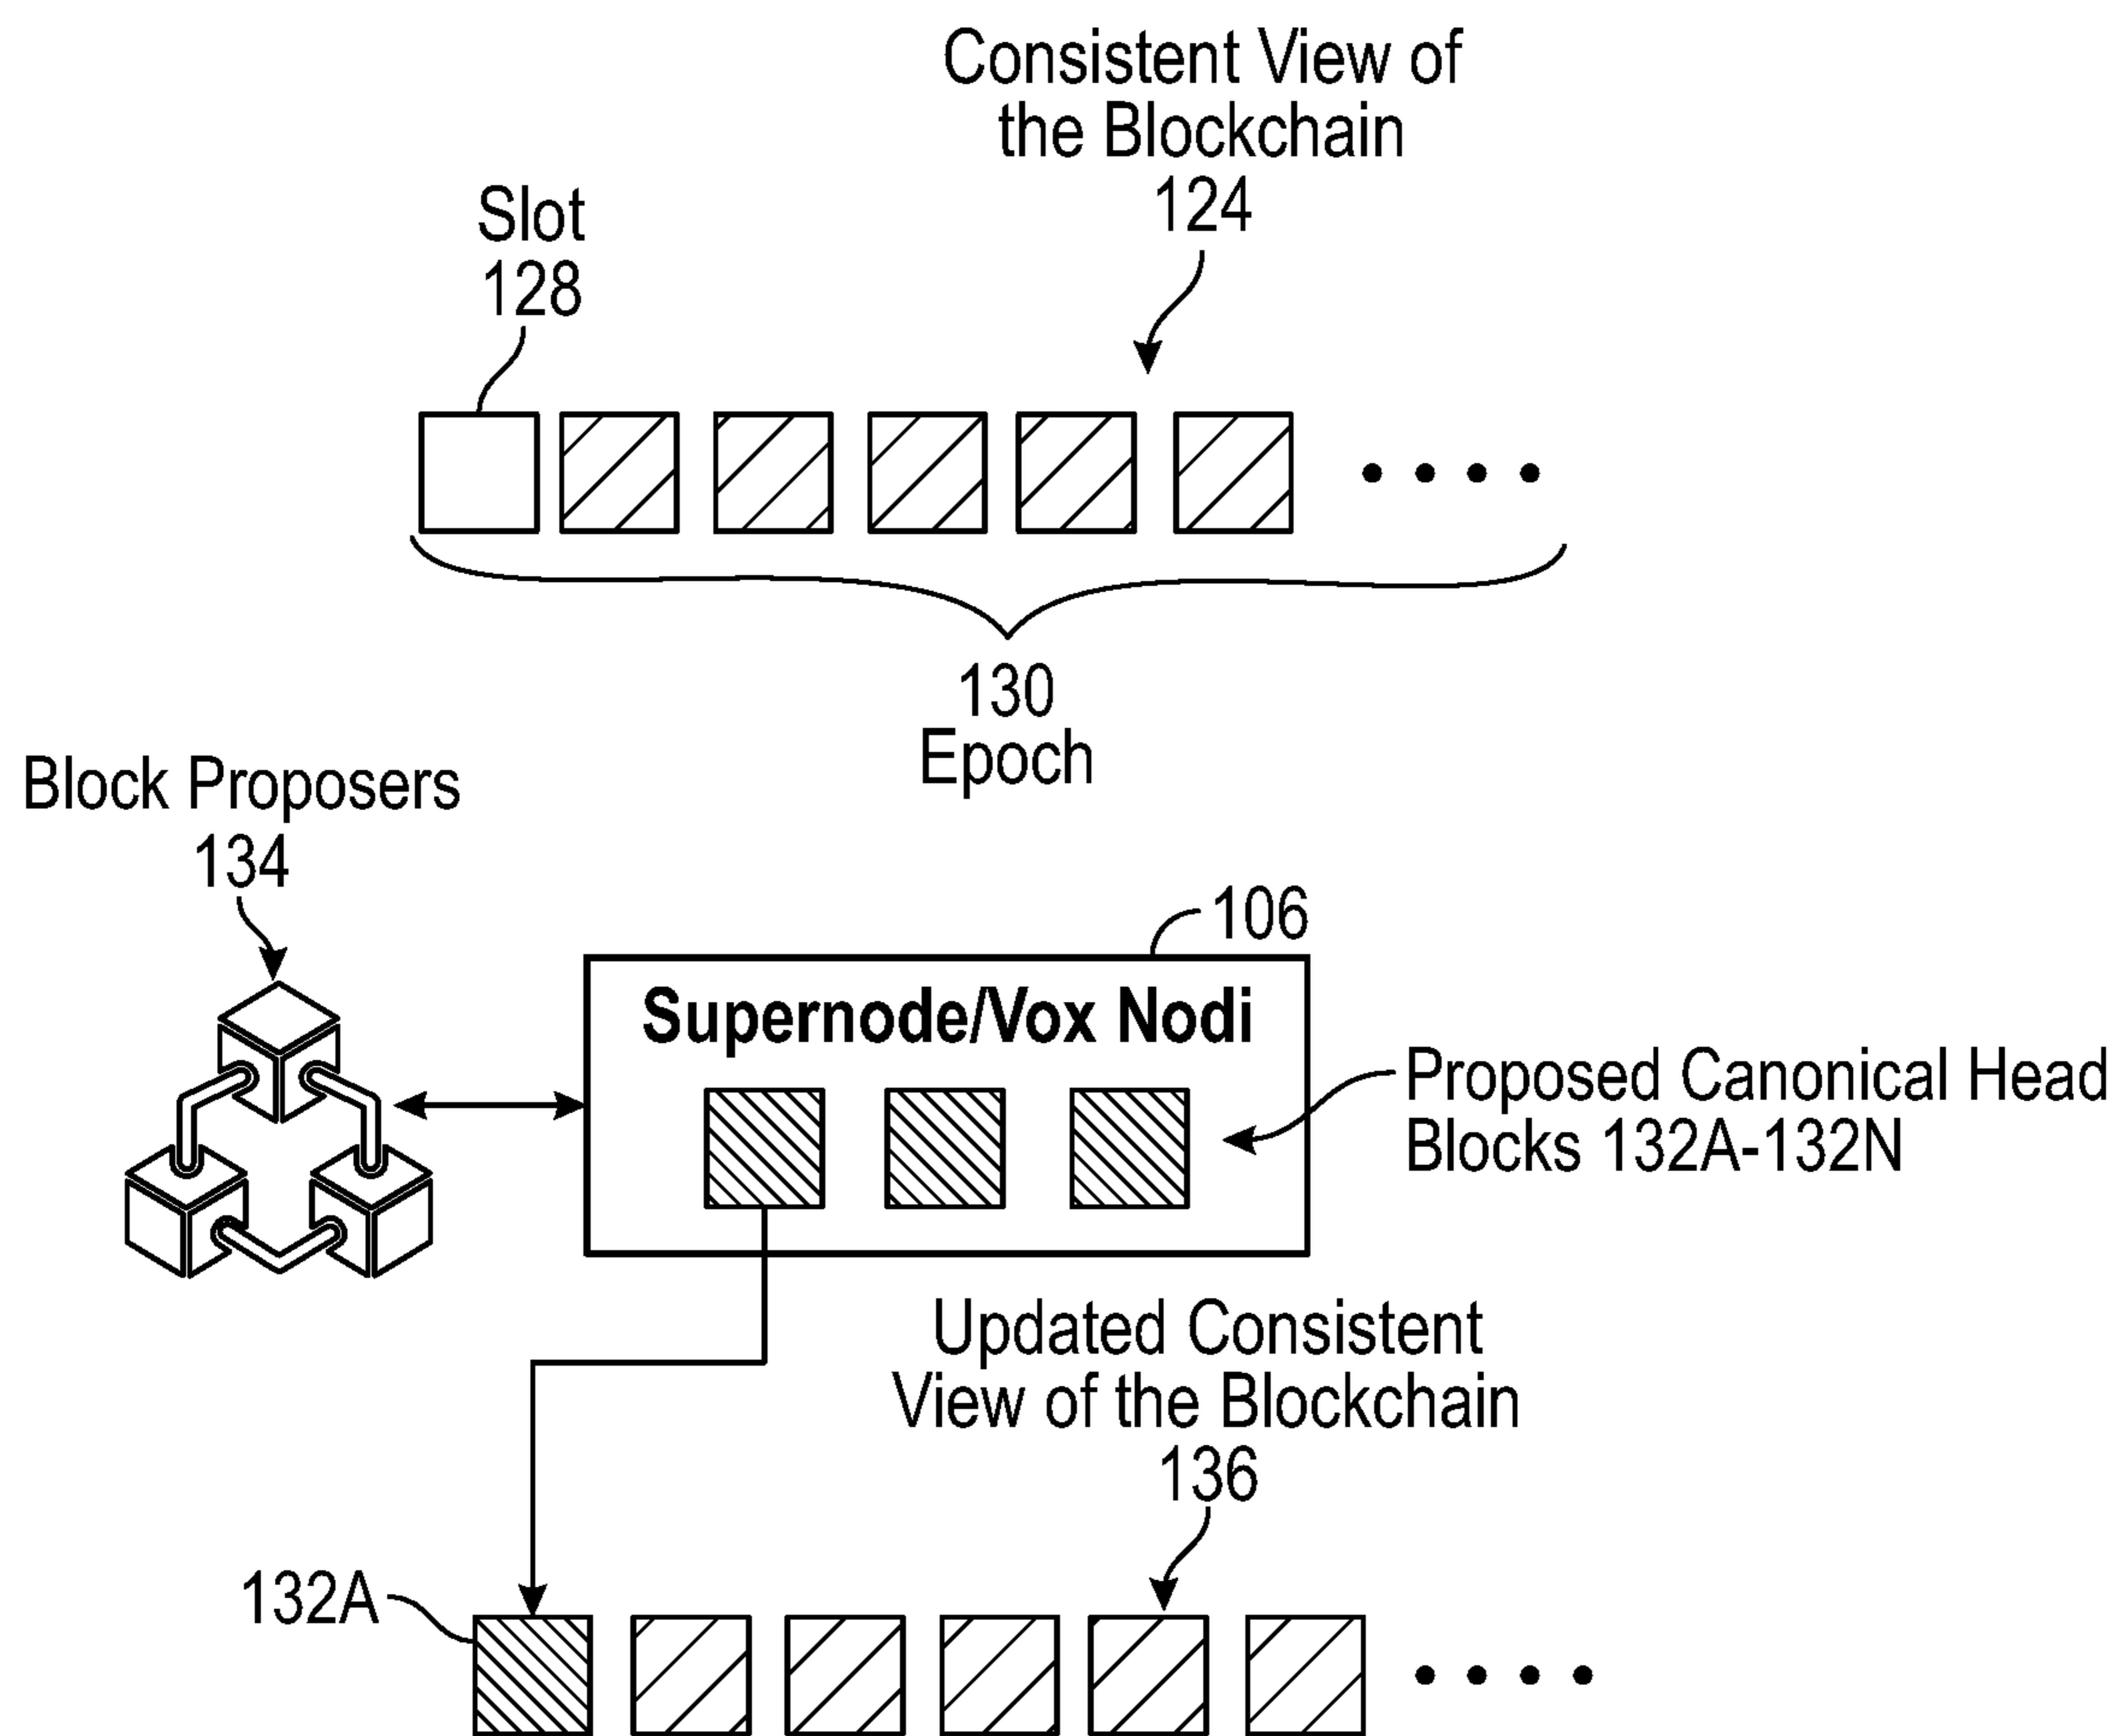 Consistent View of
the Blockchain
124
Slot
128
130
Epoch
Block Proposers
134
106
Supernode/Vox Nodi
Proposed Canonical Head
Blocks 132A-132N
Updated Consistent
View of the Blockchain
136
132A